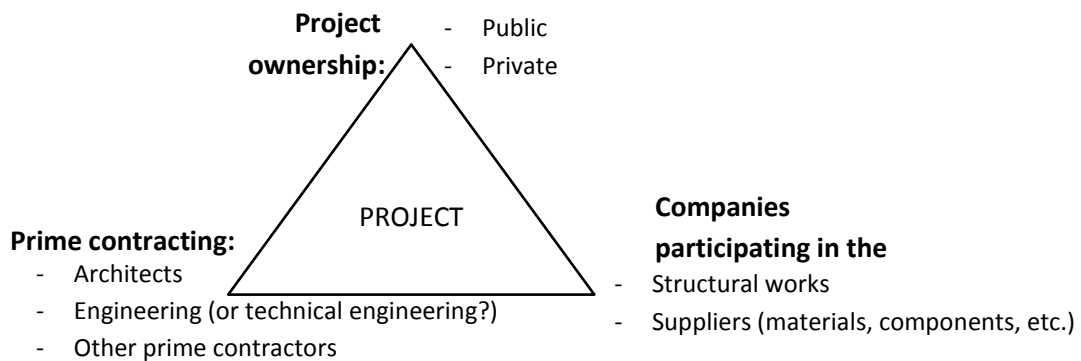 Project
ownership:
- Public
- Private
PROJECT
Prime contracting:
- Architects
- Engineering (or technical engineering?)
- Other prime contractors
Companies
participating in the
- Structural works
- Suppliers (materials, components, etc.)